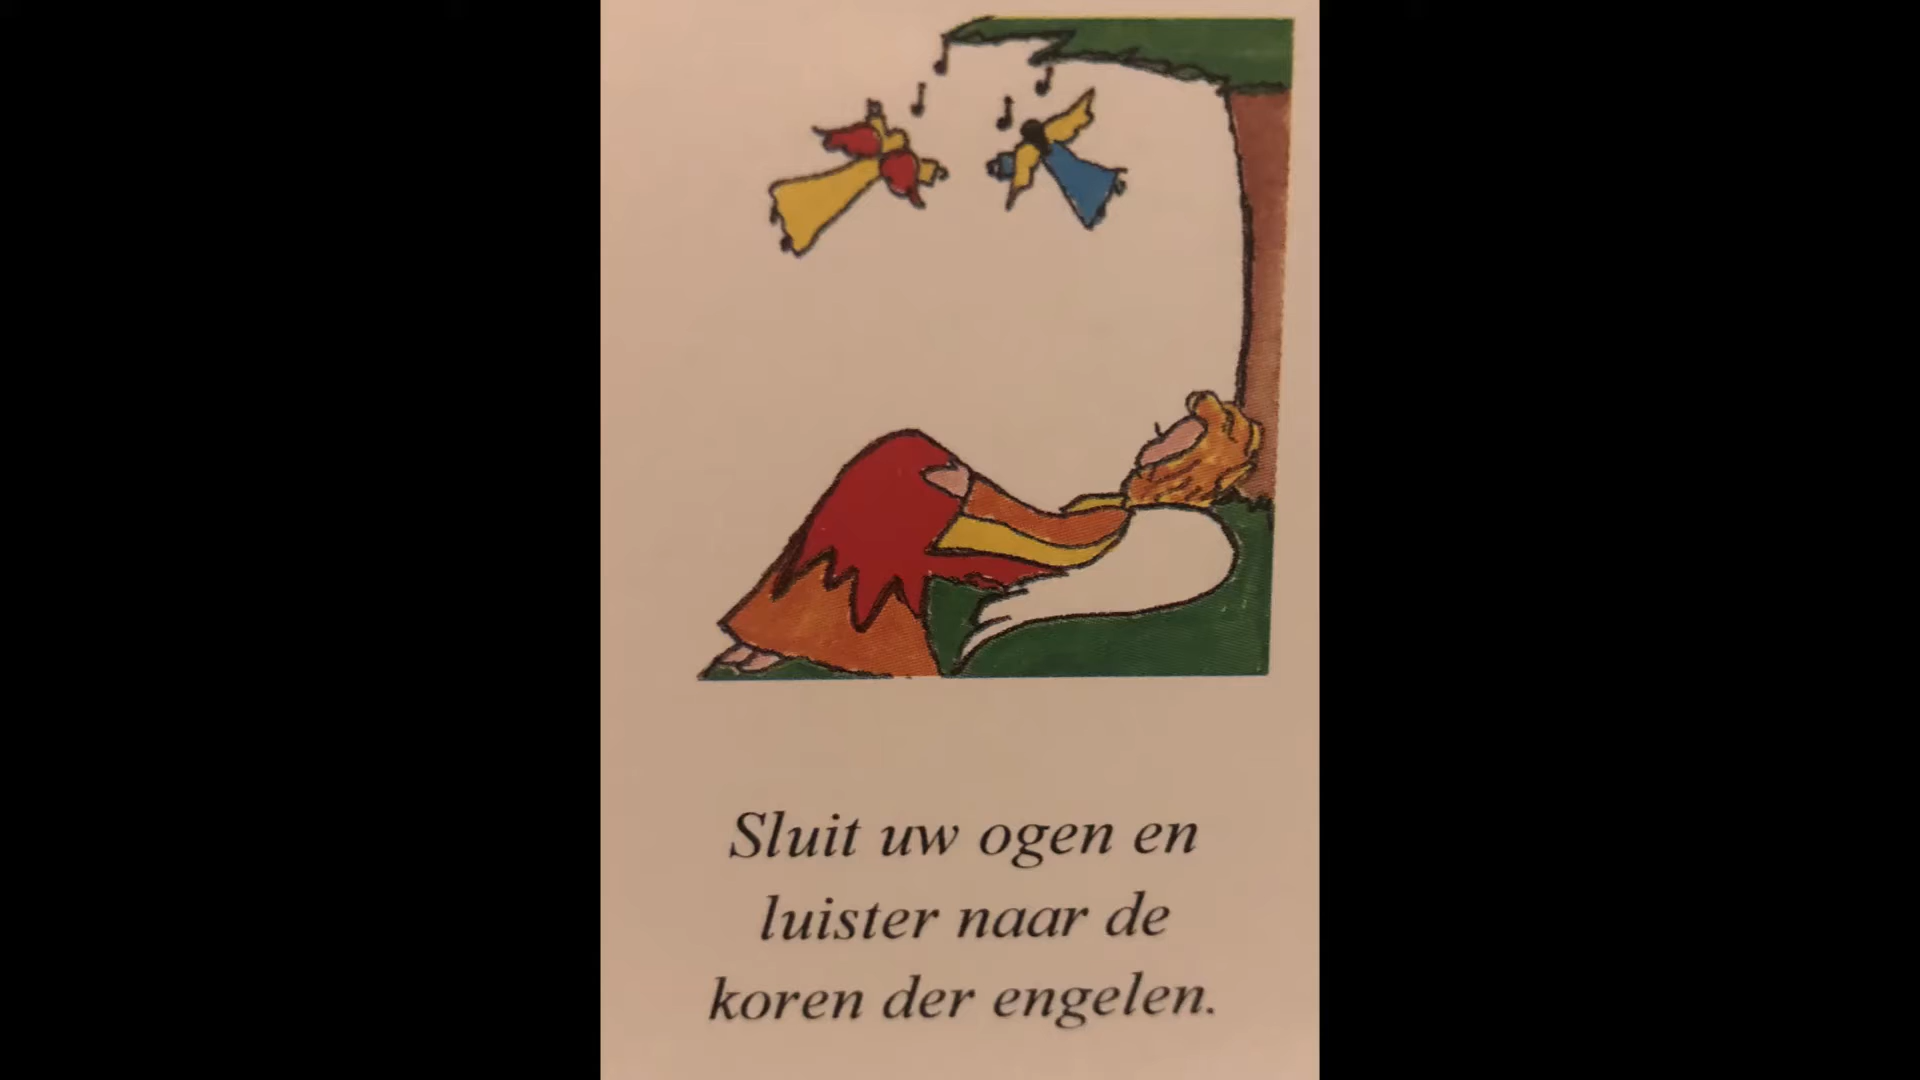 Sluit uw ogen en
luister naar de
koren der engelen.